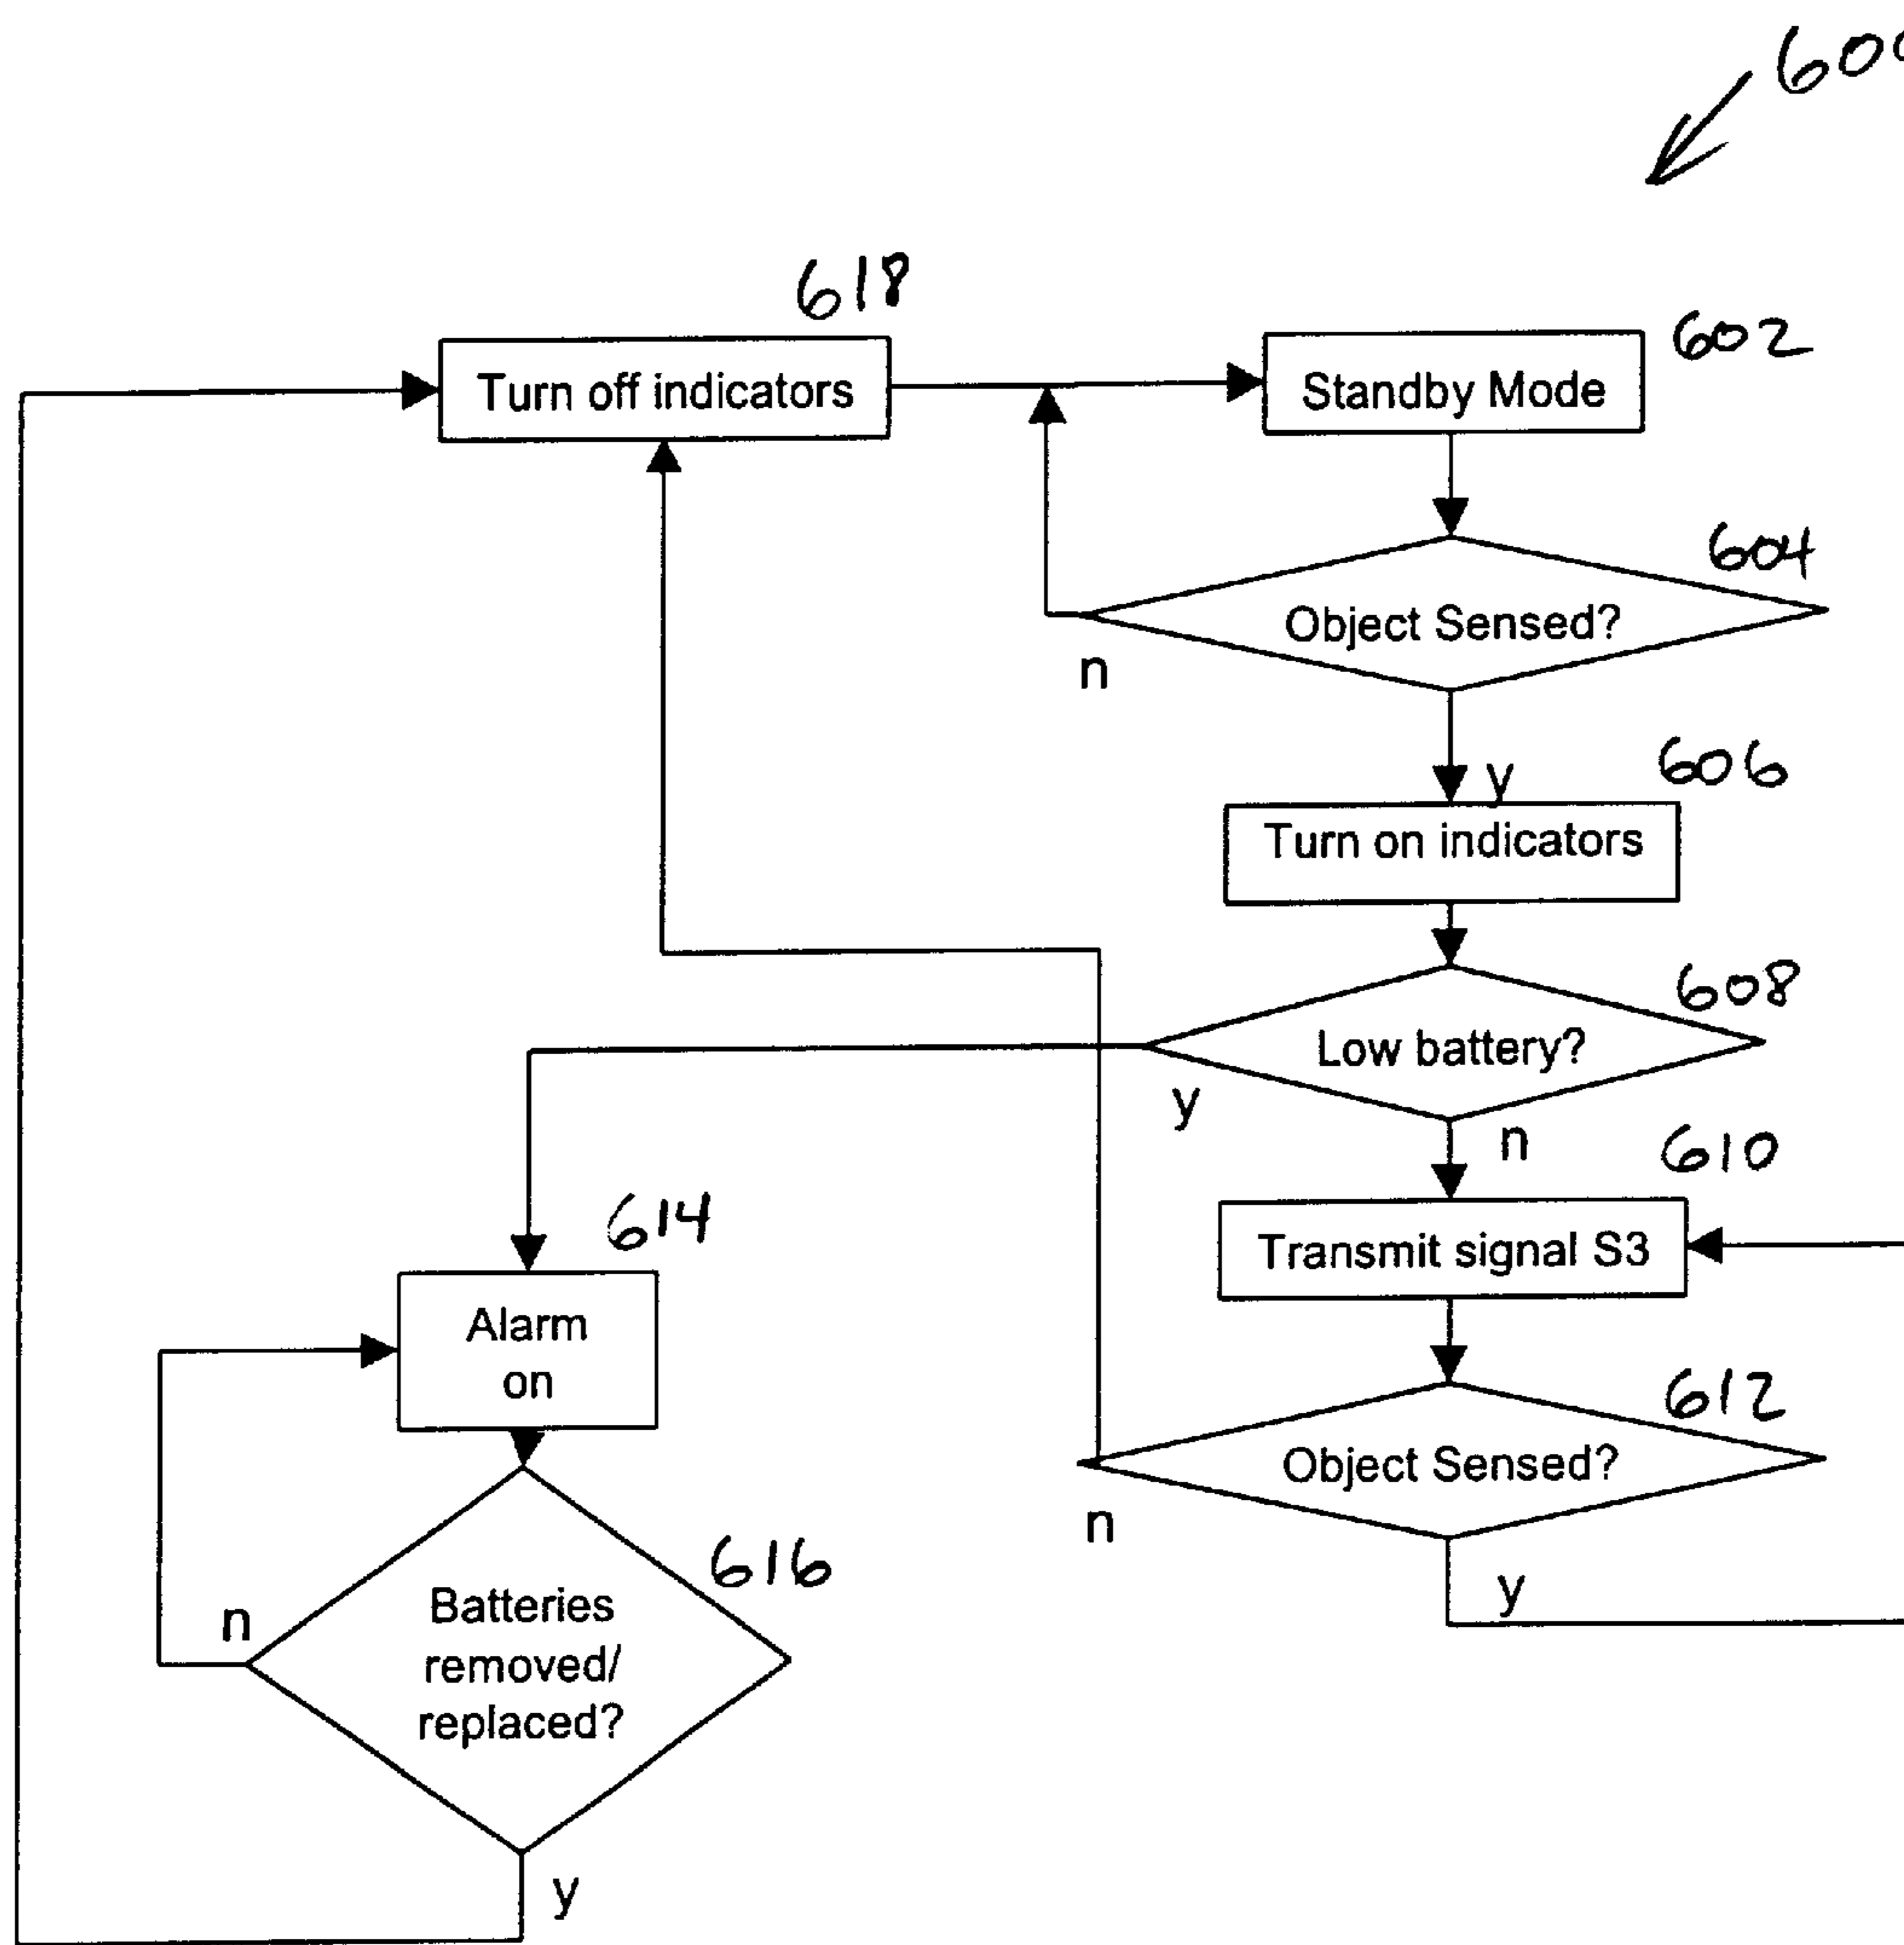 618
602
Turn off indicators
Standby Mode
604
Object Sensed?
n
606
y
Turn on indicators
608
Low battery?
y
n
610
614
Transmit signal S3
Alarm
on
612
Object Sensed?
n
616
y
Batteries
n
removed/
replaced?
y